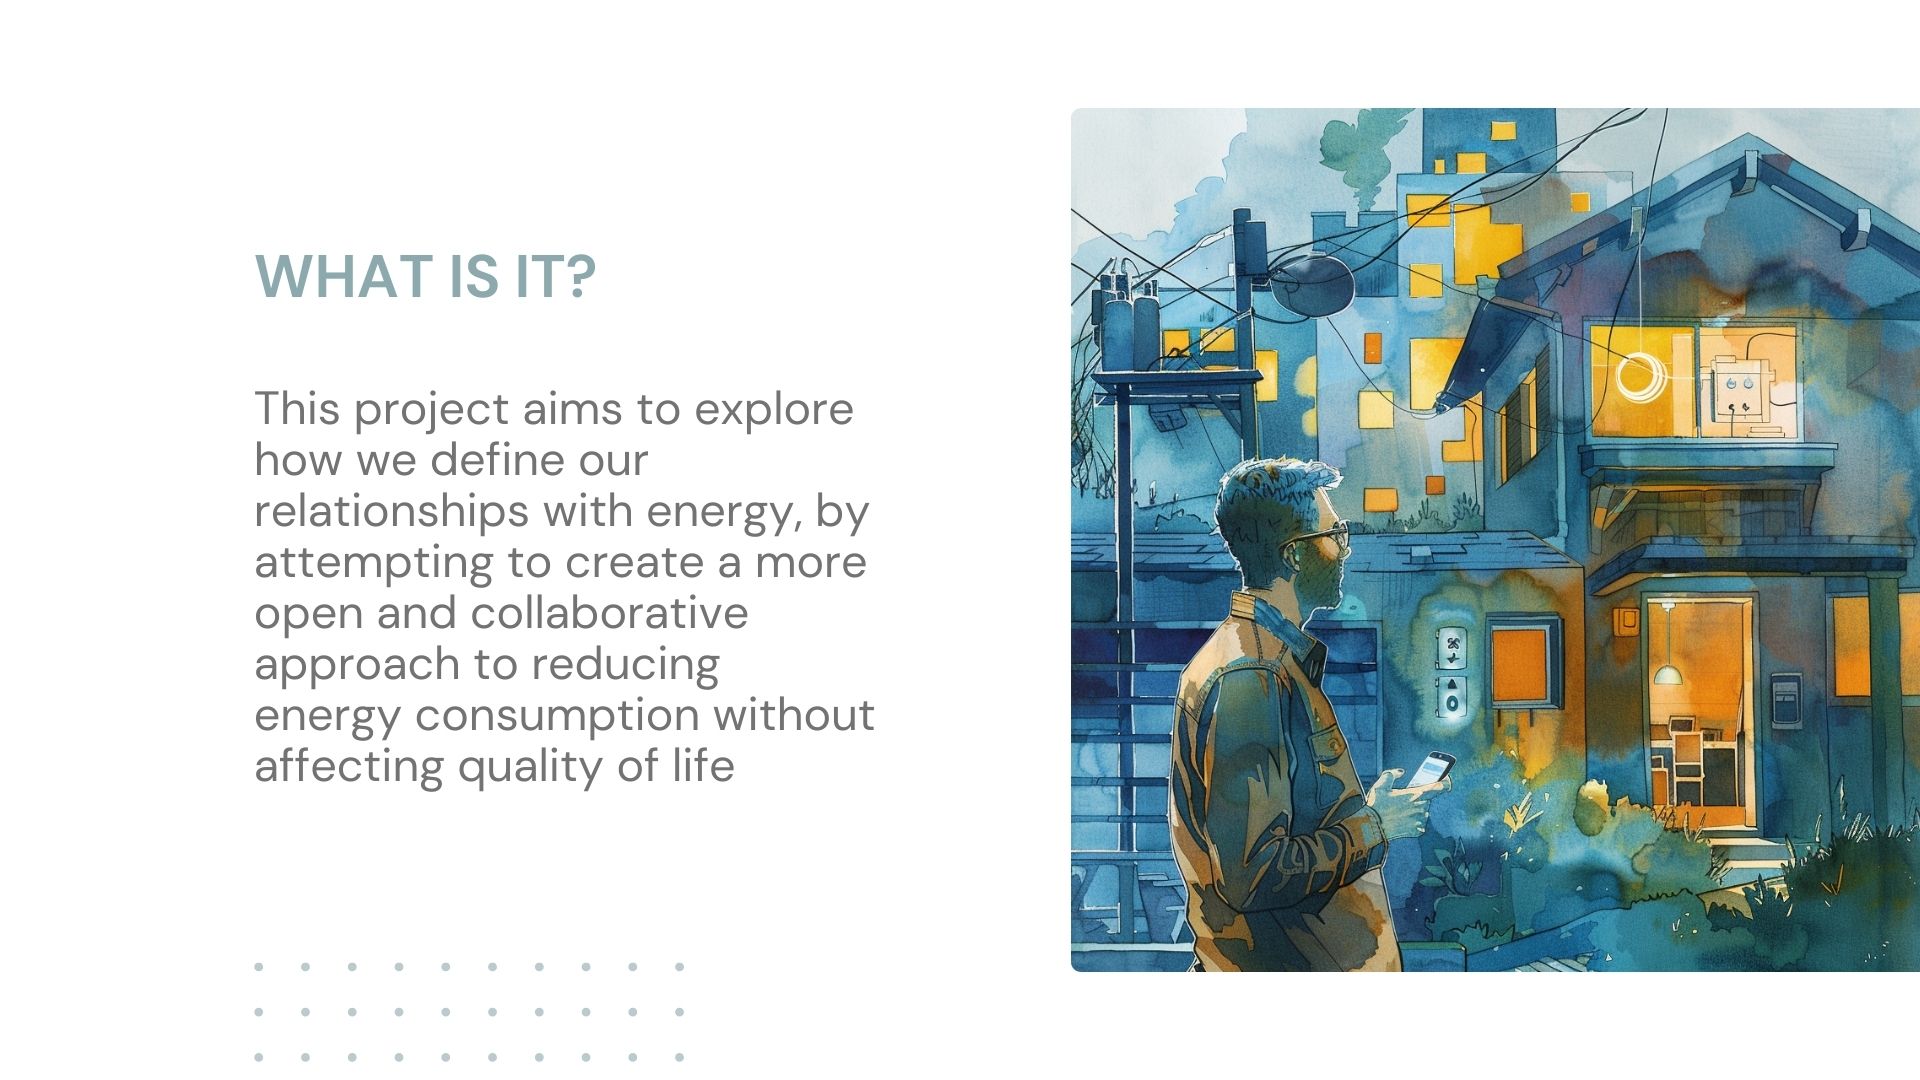 WHAT IS IT?
This project aims to explore
how we define our
relationships with energy, by
attempting to create a more
open and collaborative
approach to reducing
energy consumption without
affecting quality of life